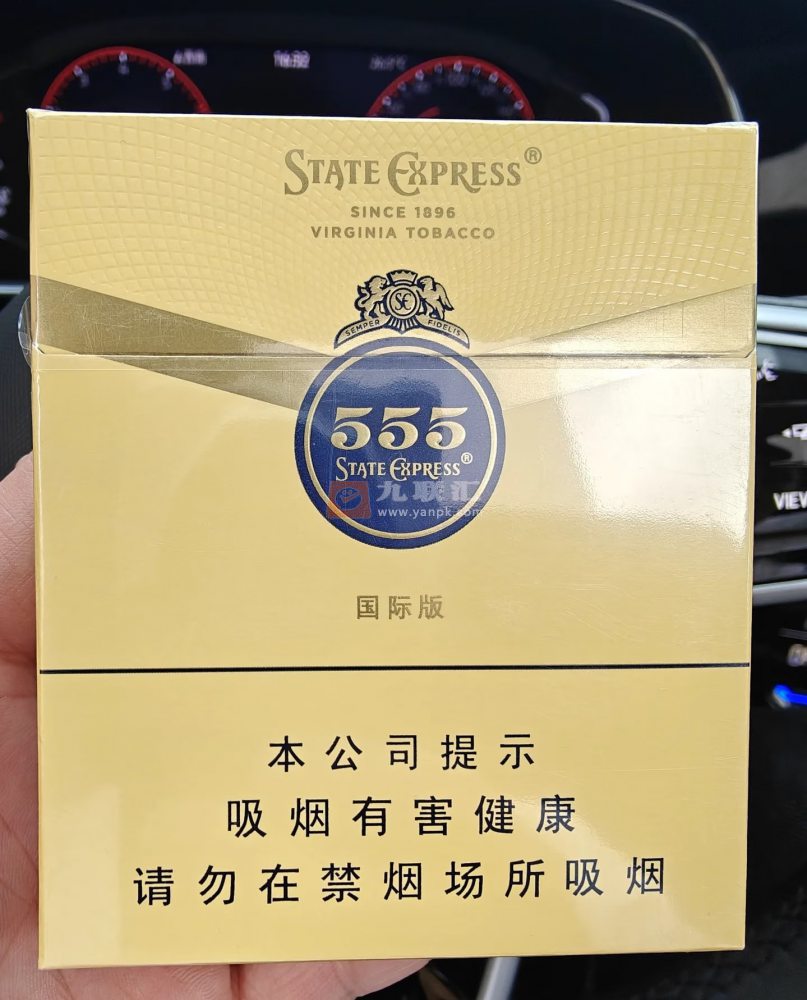 STATE EXPRESS®
SINCE 1896
VIRGINIA TOBACCO
SE
SEMPER FIDELIS
555
STATE EXPRESS®
九联汇
www.yanpk.com
国际版
VIEW
本公司提示
吸烟有害健康
请勿在禁烟场所吸烟